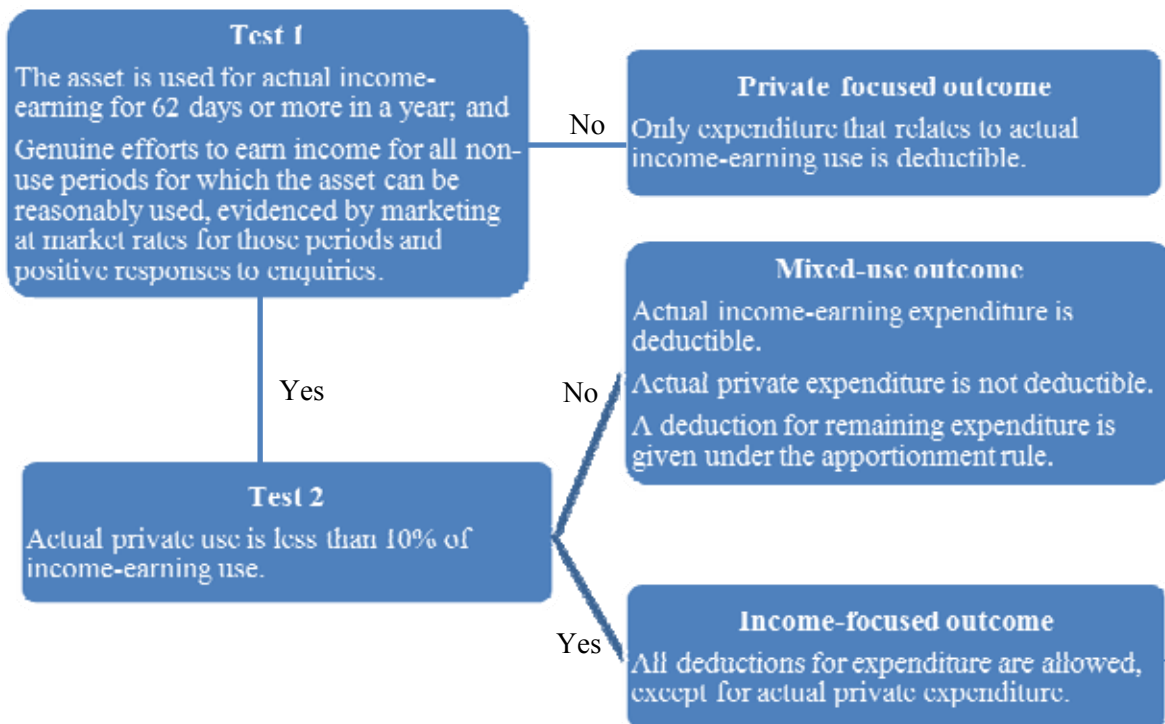 Test 1
The asset is used for actual income-
earning for 62 days or more in a year; and
Genuine efforts to earn income for all non-
use periods for which the asset can be
reasonably used, evidenced by marketing
at market rates for those periods and
positive responses to enquiries.
No
Private focused outcome
Only expenditure that relates to actual
income-earning use is deductible.
Yes
Test 2
Actual private use is less than 10% of
income-earning use.
No
Mixed-use outcome
Actual income-earning expenditure is
deductible.
Actual private expenditure is not deductible.
A deduction for remaining expenditure is
given under the apportionment rule.
Yes
Income-focused outcome
All deductions for expenditure are allowed,
except for actual private expenditure.